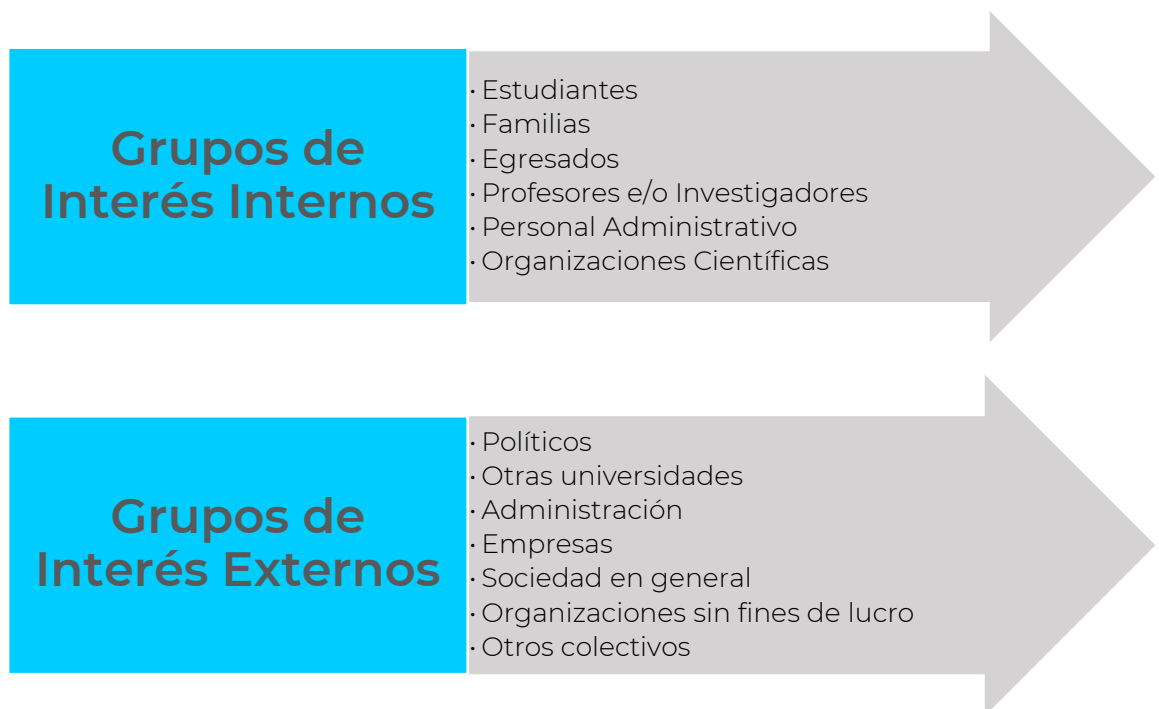 Grupos de
Interés Internos
· Estudiantes
· Familias
· Egresados
· Profesores e/o Investigadores
· Personal Administrativo
· Organizaciones Científicas
Grupos de
Interés Externos
· Políticos
· Otras universidades
· Administración
· Empresas
· Sociedad en general
· Organizaciones sin fines de lucro
· Otros colectivos